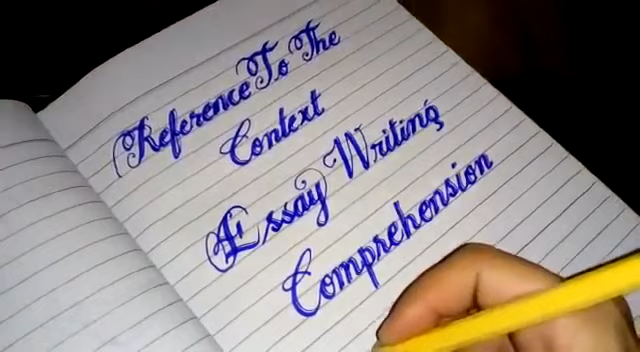 Reference To The
Context
Essay Writing
Comprehension